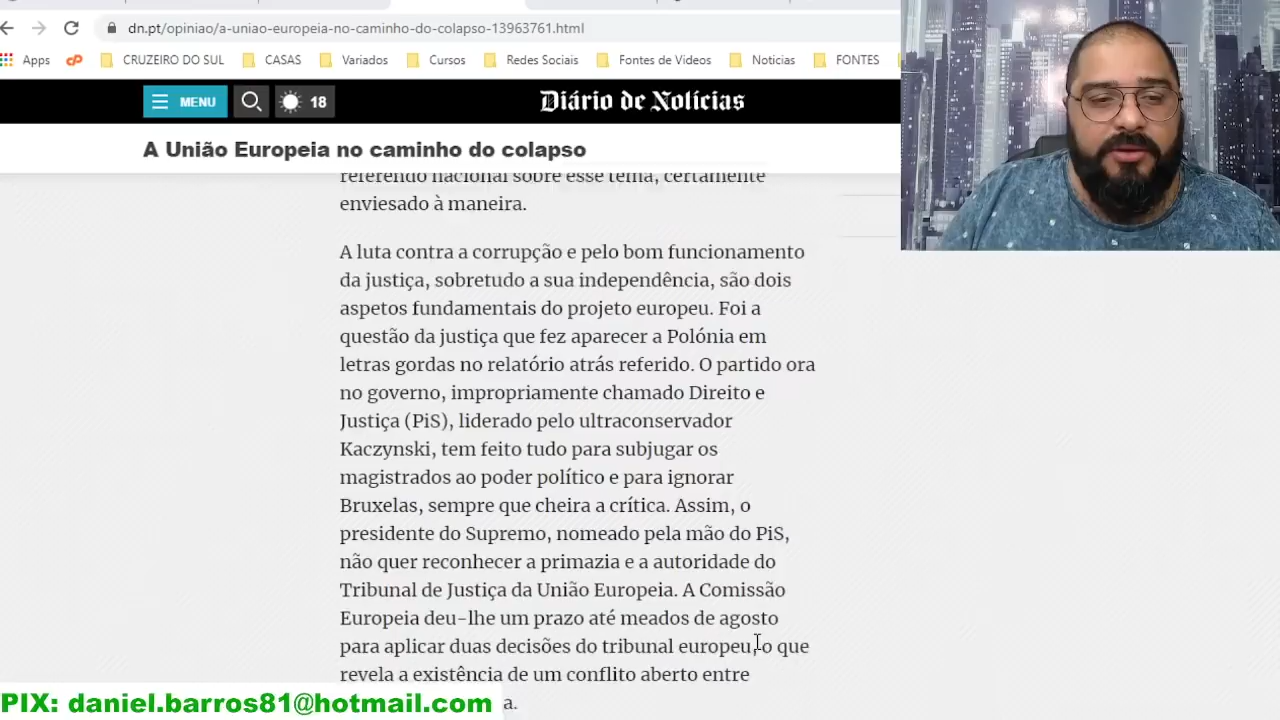 dn.pt/opiniao/a-uniao-europeia-no-caminho-do-colapso-13963761.html
Apps CRUZEIRO DO SUL CASAS Variados Cursos Redes Sociais Fontes de Videos Noticias FONTES
MENU 18 Diário de Notícias
A União Europeia no caminho do colapso
referendo nacional sobre esse tema, certamente
enviesado à maneira.
A luta contra a corrupção e pelo bom funcionamento
da justiça, sobretudo a sua independência, são dois
aspetos fundamentais do projeto europeu. Foi a
questão da justiça que fez aparecer a Polónia em
letras gordas no relatório atrás referido. O partido ora
no governo, impropriamente chamado Direito e
Justiça (PiS), liderado pelo ultraconservador
Kaczynski, tem feito tudo para subjugar os
magistrados ao poder político e para ignorar
Bruxelas, sempre que cheira a crítica. Assim, o
presidente do Supremo, nomeado pela mão do PiS,
não quer reconhecer a primazia e a autoridade do
Tribunal de Justiça da União Europeia. A Comissão
Europeia deu-lhe um prazo até meados de agosto
para aplicar duas decisões do tribunal europeu, o que
revela a existência de um conflito aberto entre
a.
PIX: daniel.barros81@hotmail.com